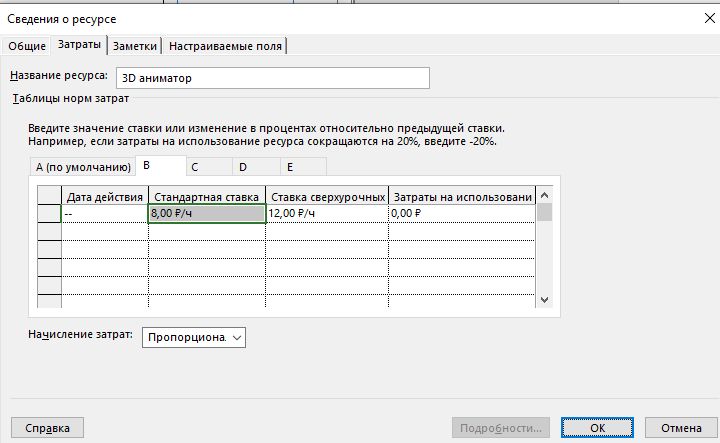 Сведения о ресурсе
Общие Затраты Заметки Настраиваемые поля
Название ресурса: 3D аниматор
Таблицы норм затрат
Введите значение ставки или изменение в процентах относительно предыдущей ставки.
Например, если затраты на использование ресурса сокращаются на 20%, введите -20%.
A (по умолчанию) B C D E
Дата действия Стандартная ставка Ставка сверхурочных Затраты на использовани
-- 8,00 ₽/ч 12,00 ₽/ч 0,00 ₽
Начисление затрат: Пропорциона.
Справка Подробности... ОК Отмена